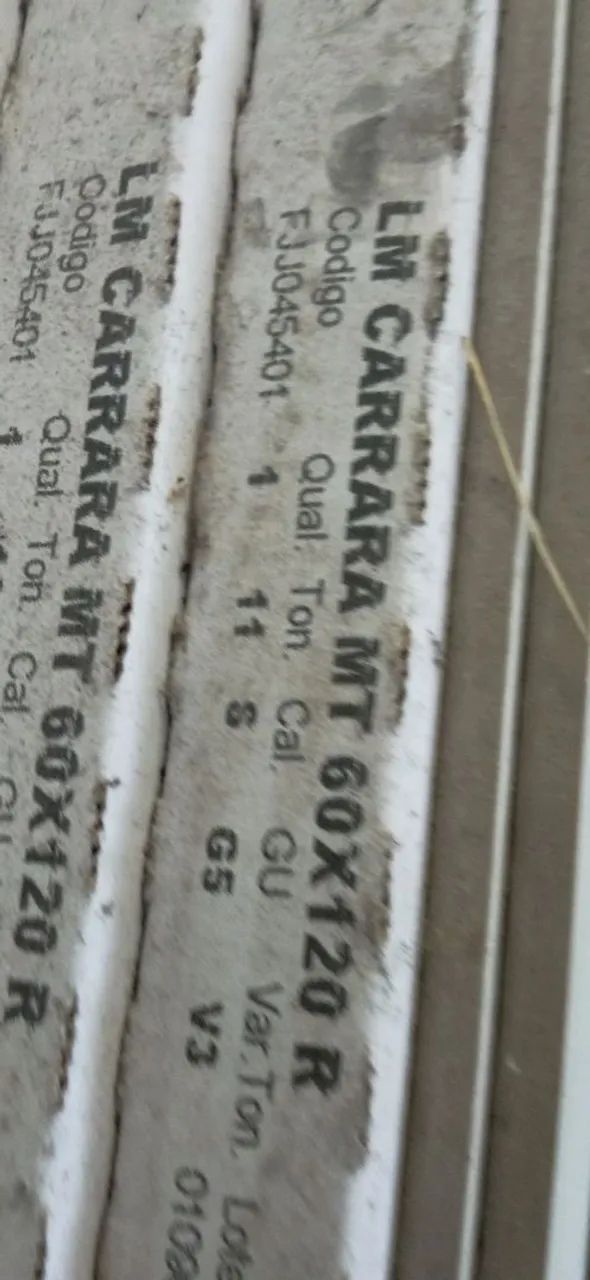 LM CARRARA MT 60X120 R
Codigo Qual. Ton. Cal. GU Var.Ton. Lote
FJJ045401 1 11 S G5 V3
LM CARRARA MT 60X120 R
Codigo Qual. Ton. Cal. GU
FJJ045401 1